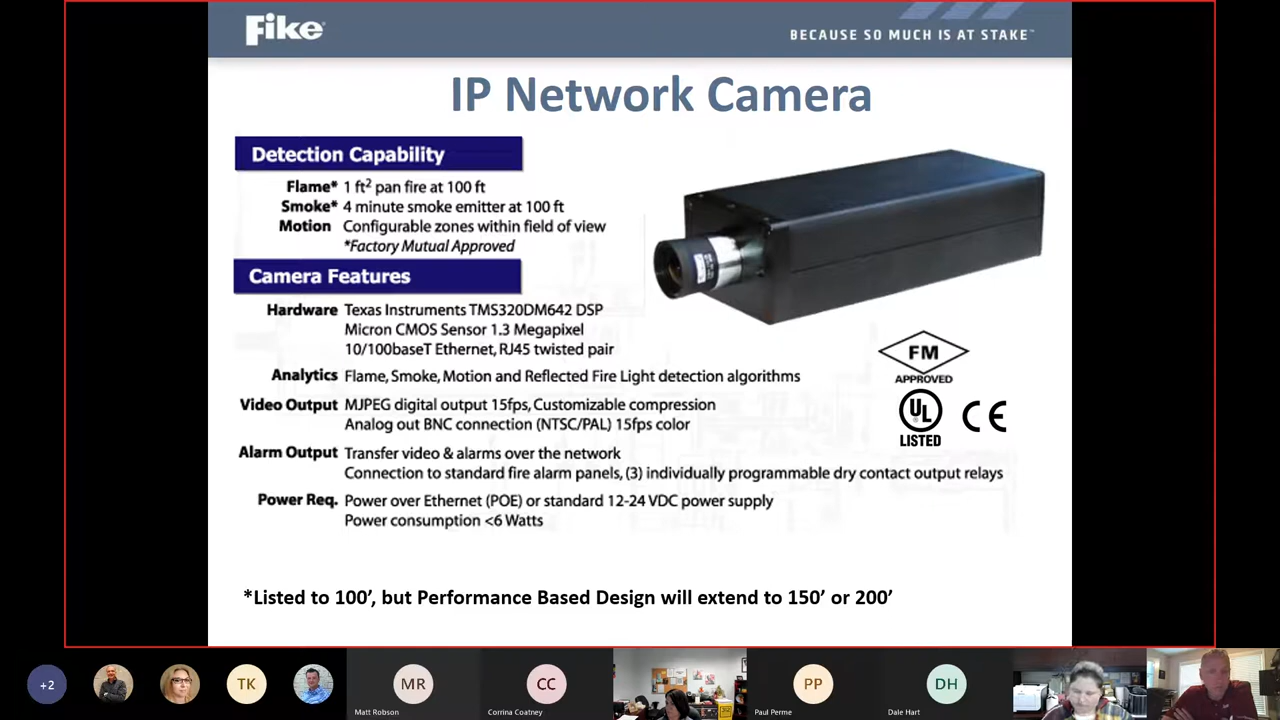 Fike
BECAUSE SO MUCH IS AT STAKE™
IP Network Camera
Detection Capability
Flame* 1 ft² pan fire at 100 ft
Smoke* 4 minute smoke emitter at 100 ft
Motion Configurable zones within field of view
*Factory Mutual Approved
Camera Features
Hardware Texas Instruments TMS320DM642 DSP
Micron CMOS Sensor 1.3 Megapixel
10/100baseT Ethernet, RJ45 twisted pair
Analytics Flame, Smoke, Motion and Reflected Fire Light detection algorithms
Video Output MJPEG digital output 15fps, Customizable compression
Analog out BNC connection (NTSC/PAL) 15fps color
Alarm Output Transfer video & alarms over the network
Connection to standard fire alarm panels, (3) individually programmable dry contact output relays
Power Req. Power over Ethernet (POE) or standard 12-24 VDC power supply
Power consumption <6 Watts
FM
APPROVED
UL
LISTED
CE
*Listed to 100’, but Performance Based Design will extend to 150’ or 200’
+2
TK
MR
CC
PP
DH
Matt Robson
Corrina Coatney
Paul Perme
Dale Hart